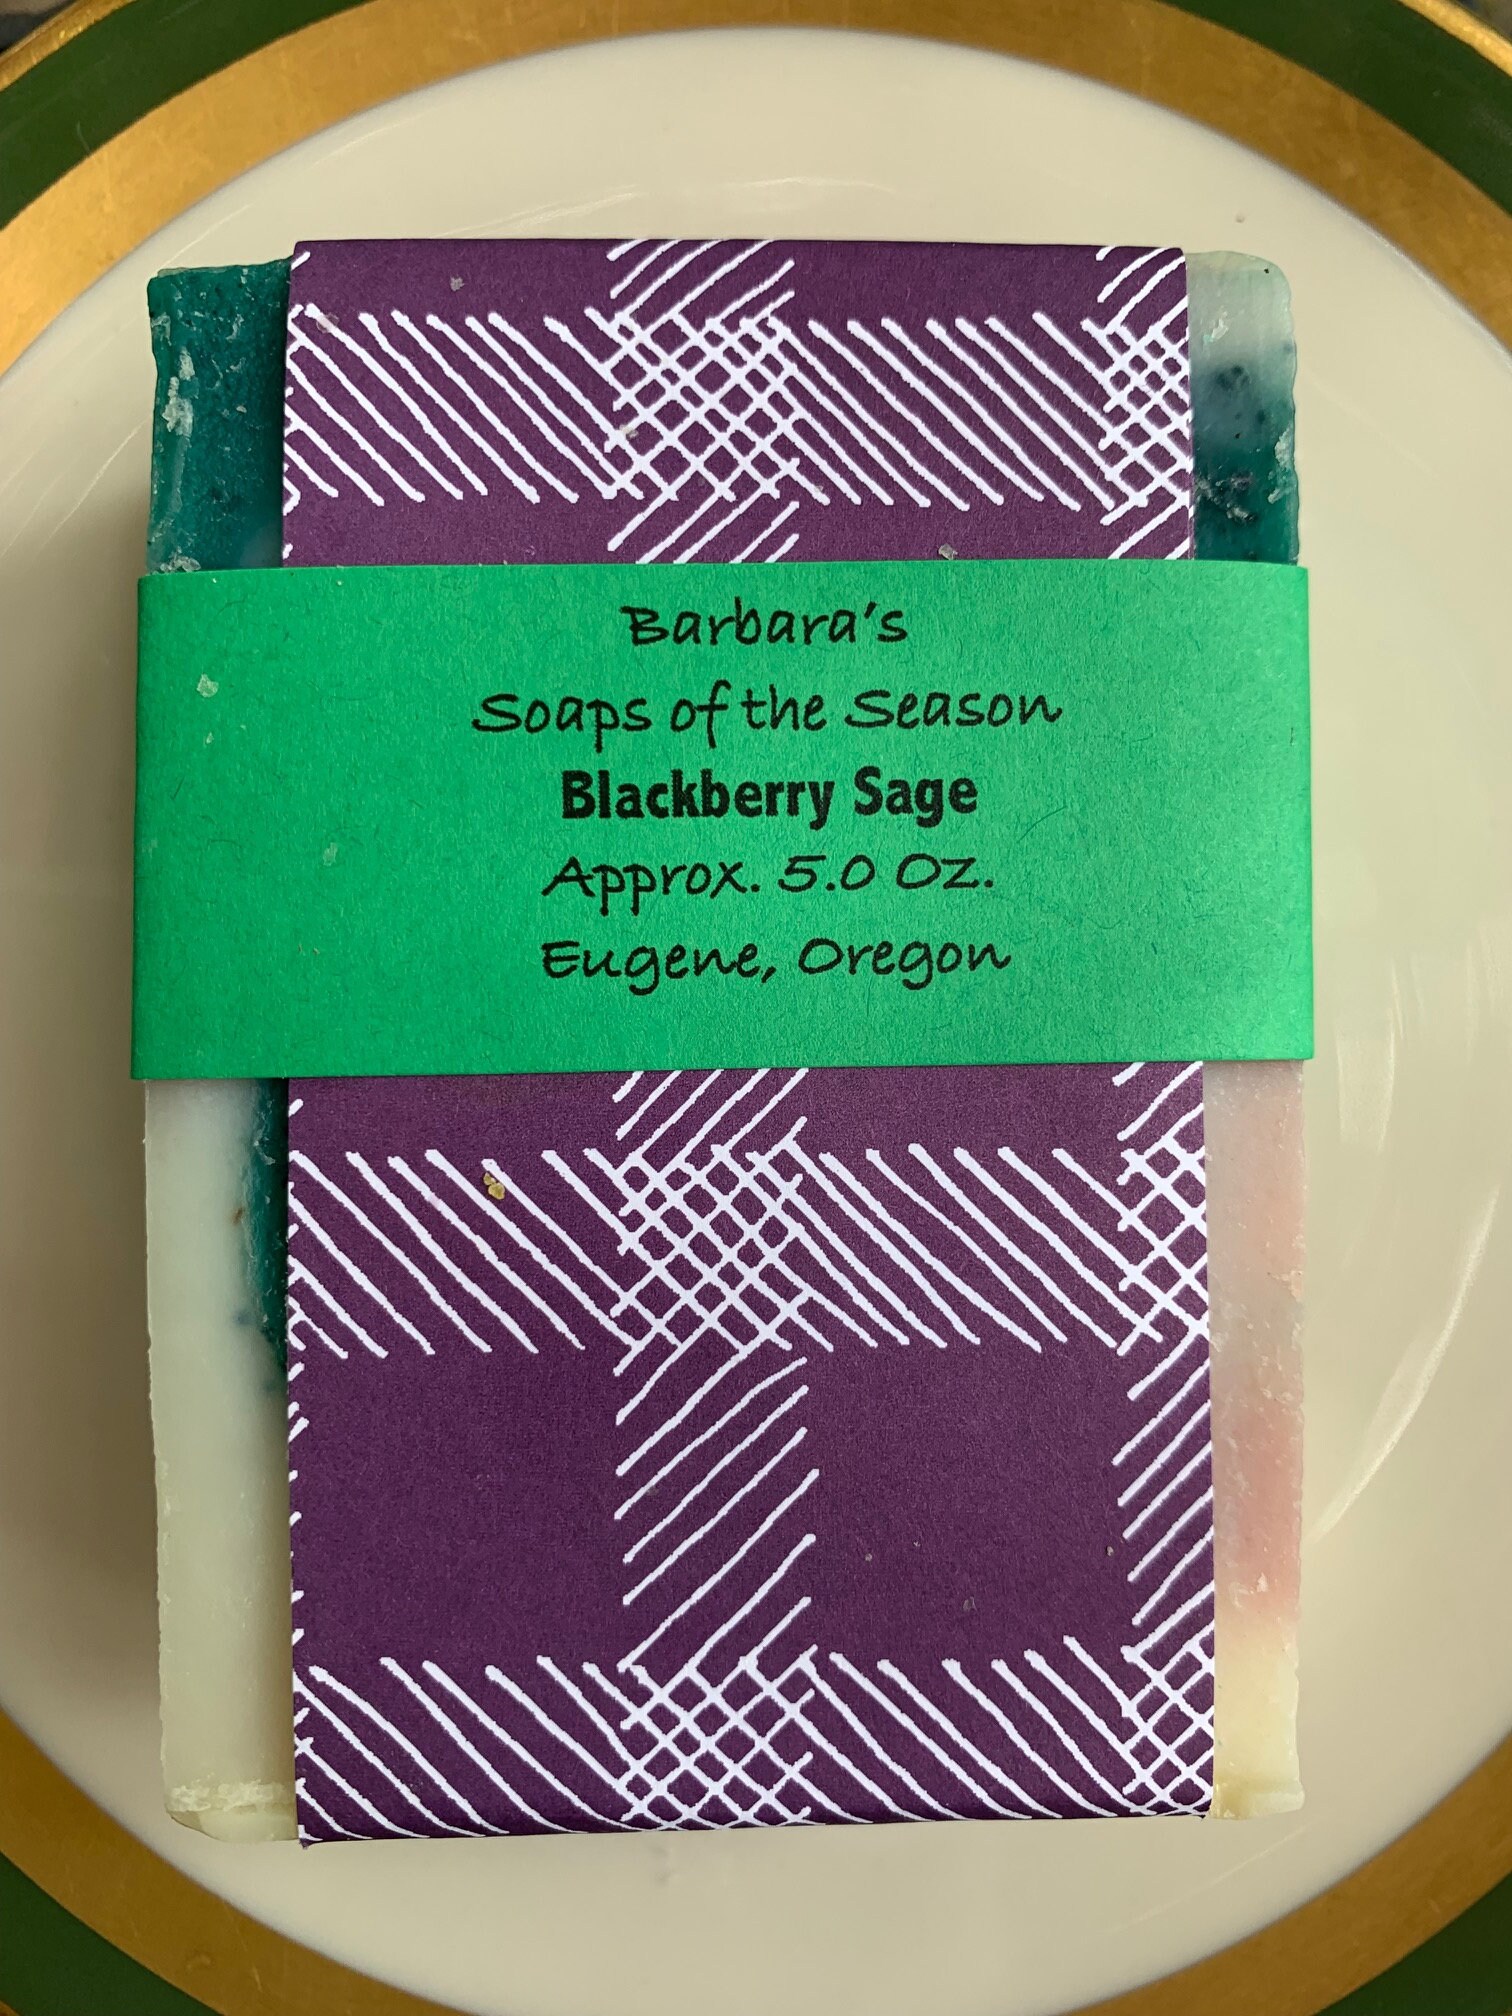 Barbara's
Soaps of the Season
Blackberry Sage
Approx. 5.0 Oz.
Eugene, Oregon